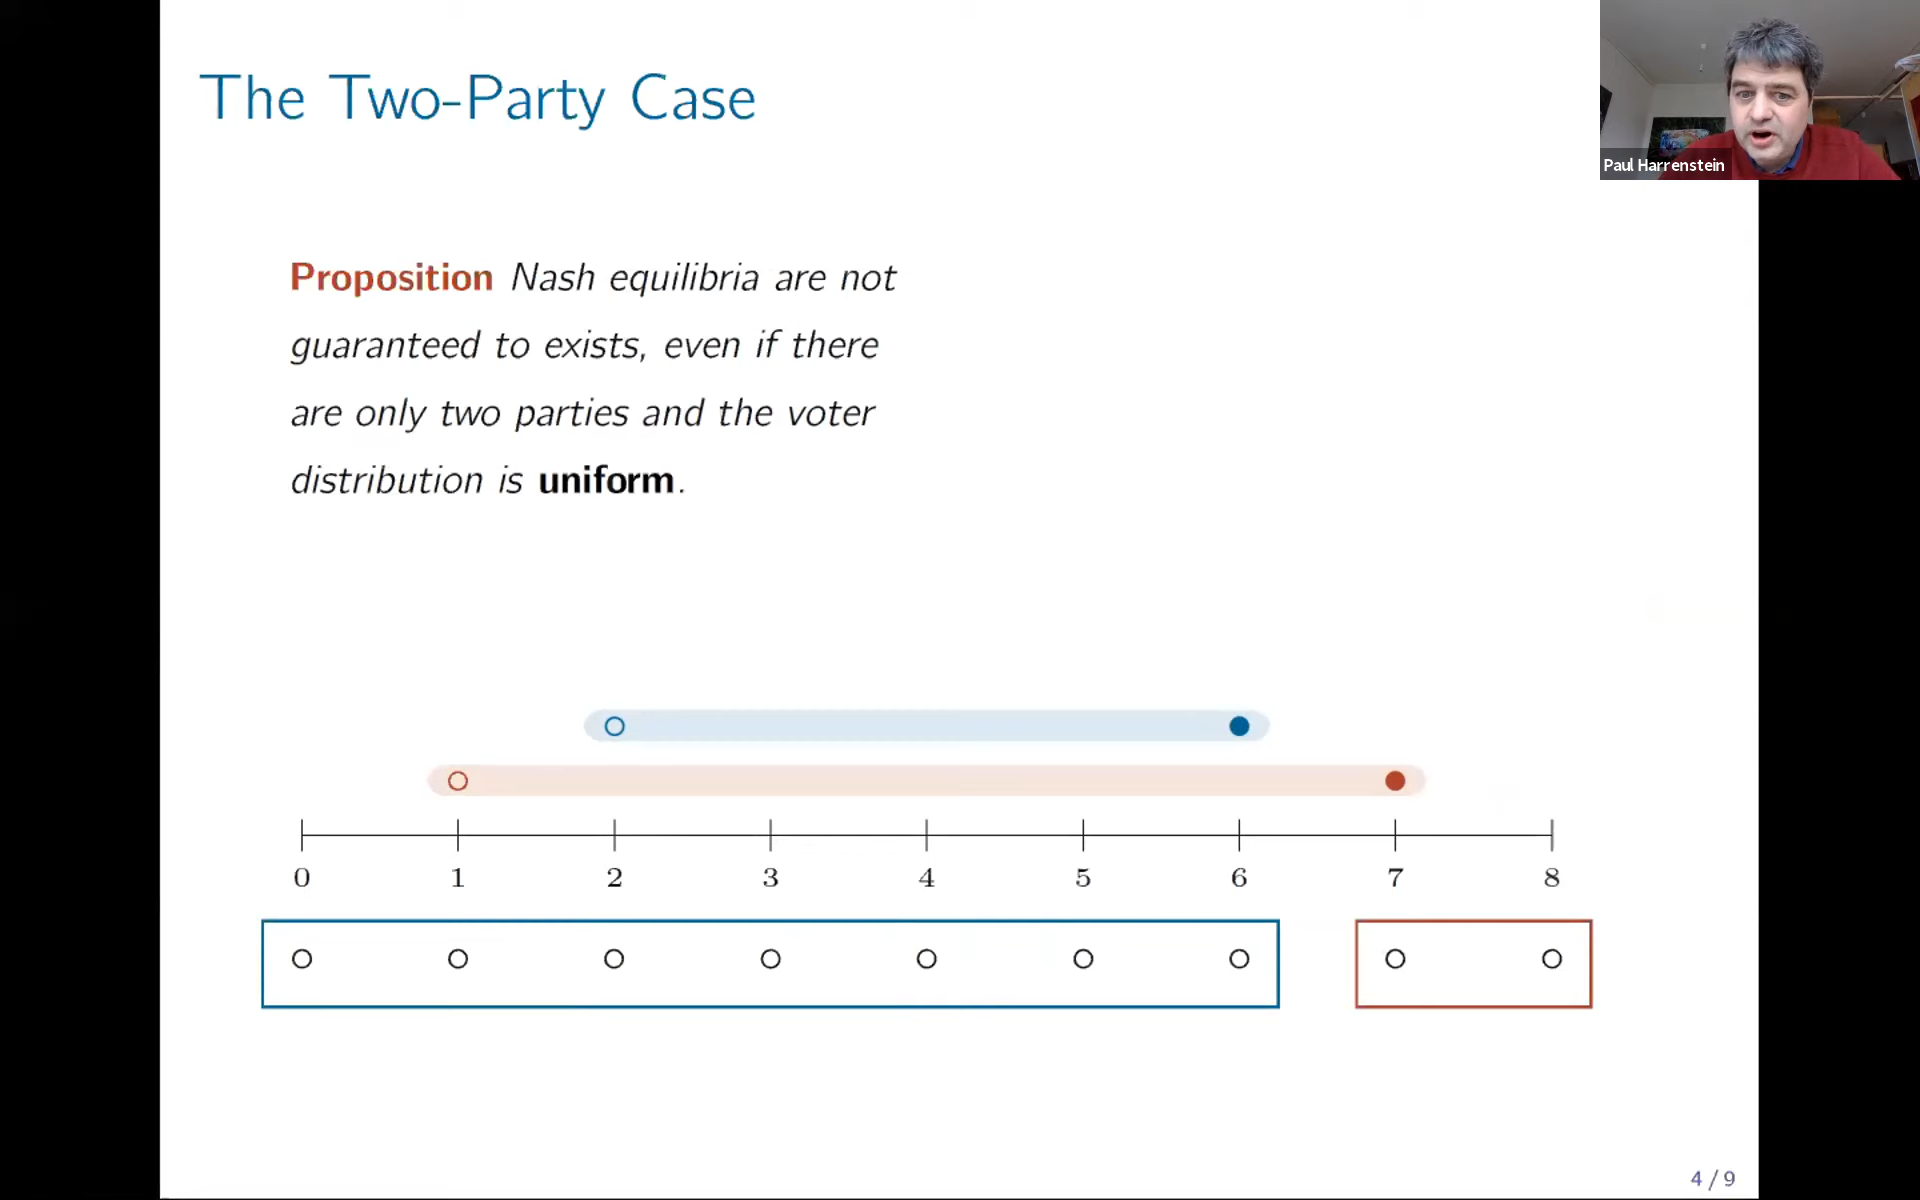 The Two-Party Case
Paul Harrenstein
Proposition Nash equilibria are not
guaranteed to exists, even if there
are only two parties and the voter
distribution is uniform.
0 1 2 3 4 5 6 7 8
4 / 9